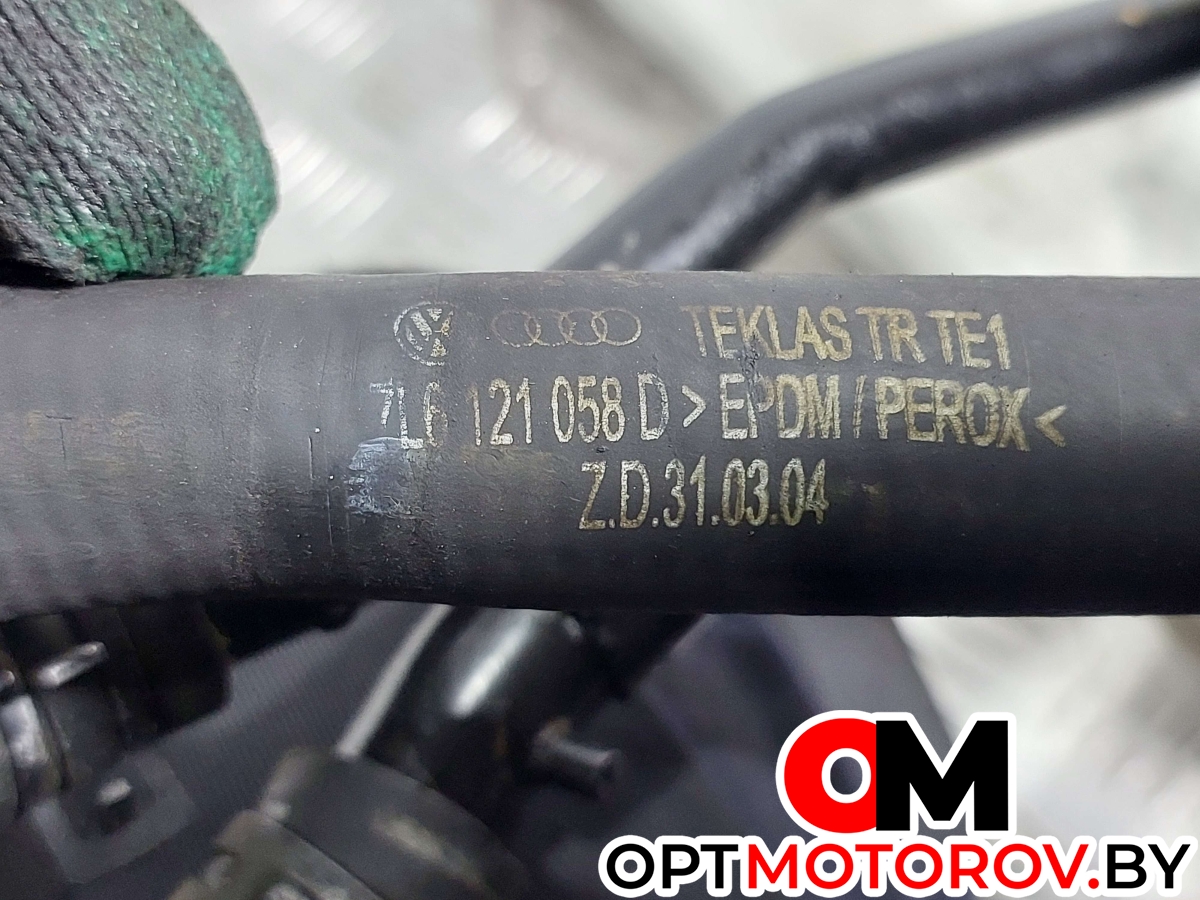 TEKLAS TR TE1
7L6 121 058 D > EPDM / PEROX <
Z.D.31.03.04
OM
OPTMOTOROV.BY